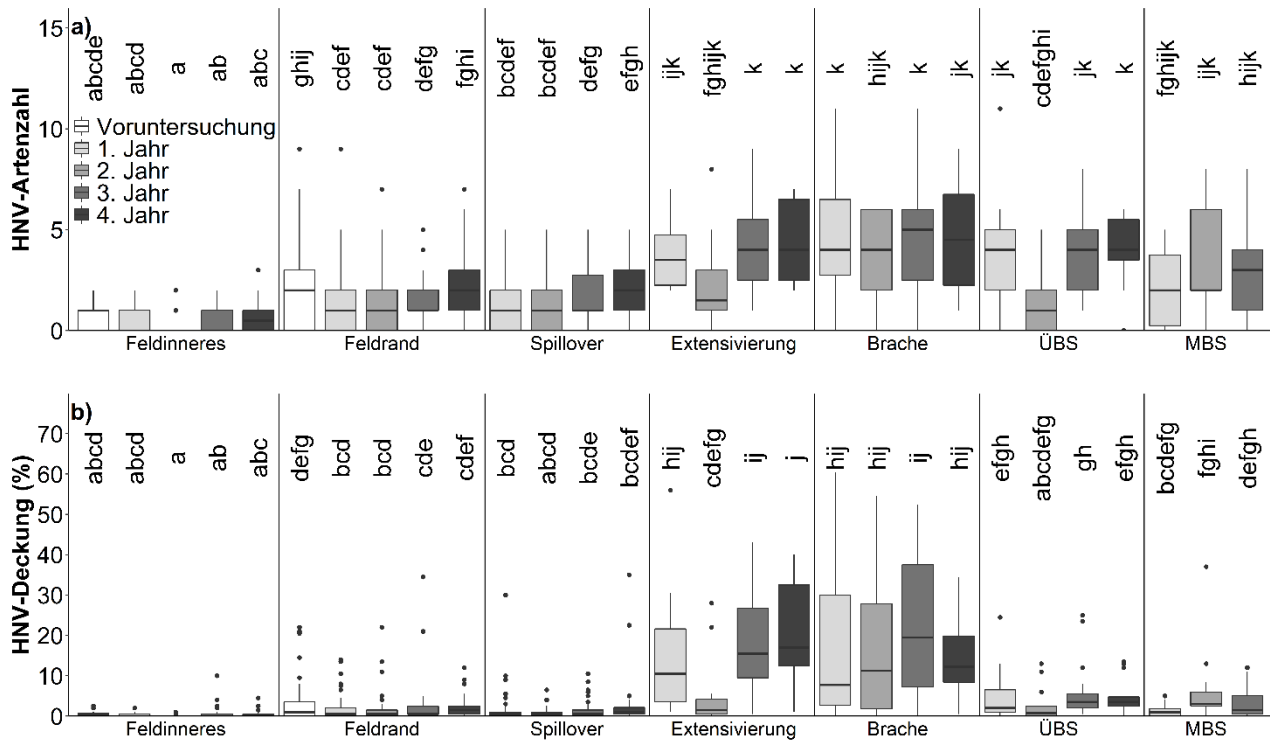 a)
15
10
5
0
HNV-Artenzahl
abcde abcd a ab abc ghij cdef cdef defg fghi bcdef bcdef defg efgh ijk fghijk k k k hijk k jk jk cdefghi jk k fghijk ijk hijk
Voruntersuchung
1. Jahr
2. Jahr
3. Jahr
4. Jahr
Feldinneres Feldrand Spillover Extensivierung Brache ÜBS MBS
b)
70
60
50
40
30
20
10
0
HNV-Deckung (%)
abcd abcd a ab abc defg bcd bcd cde cdef bcd abcd bcde bcdef hij cdefg ij j hij hij ij hij efgh abcdefg gh efgh bcdefg fghi defgh
Feldinneres Feldrand Spillover Extensivierung Brache ÜBS MBS